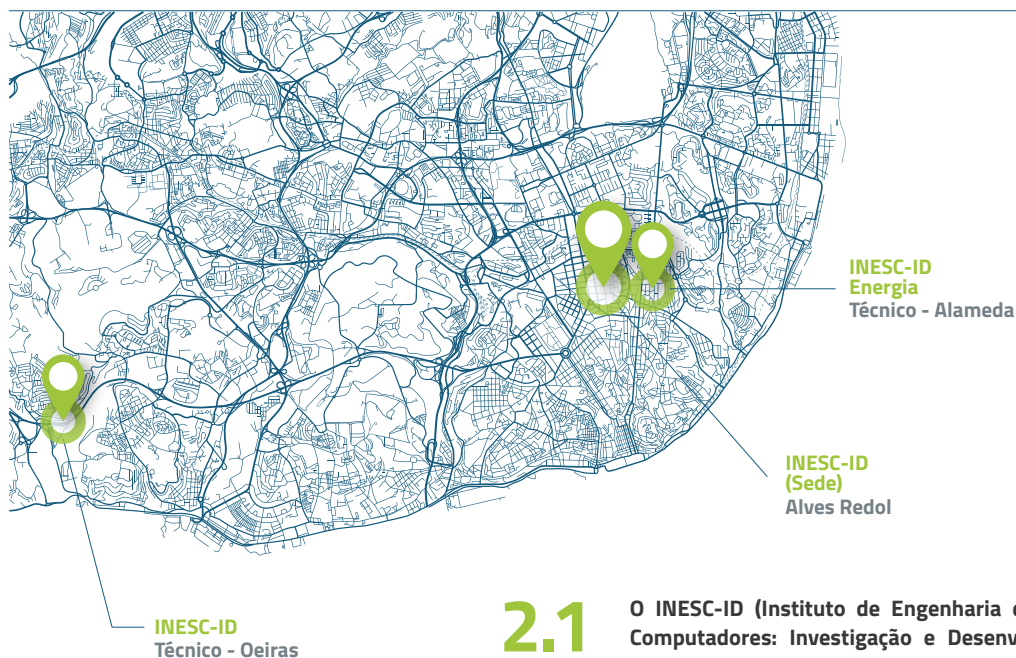 INESC-ID
Energia
Técnico - Alameda
INESC-ID
(Sede)
Alves Redol
INESC-ID
Técnico - Oeiras
2.1
O INESC-ID (Instituto de Engenharia
Computadores: Investigação e